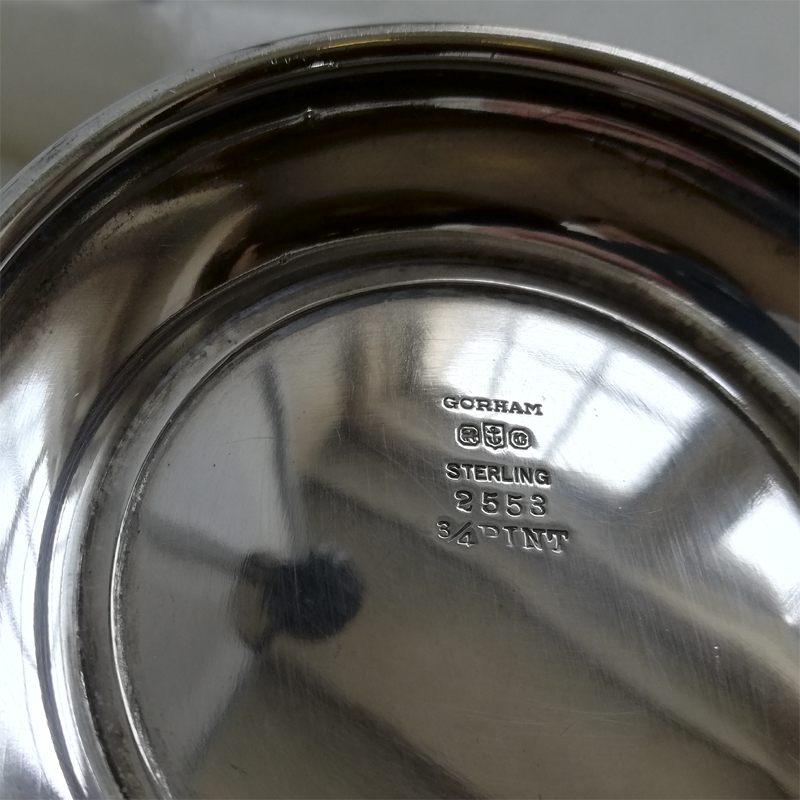 GORHAM
STERLING
2553
3/4 PINT